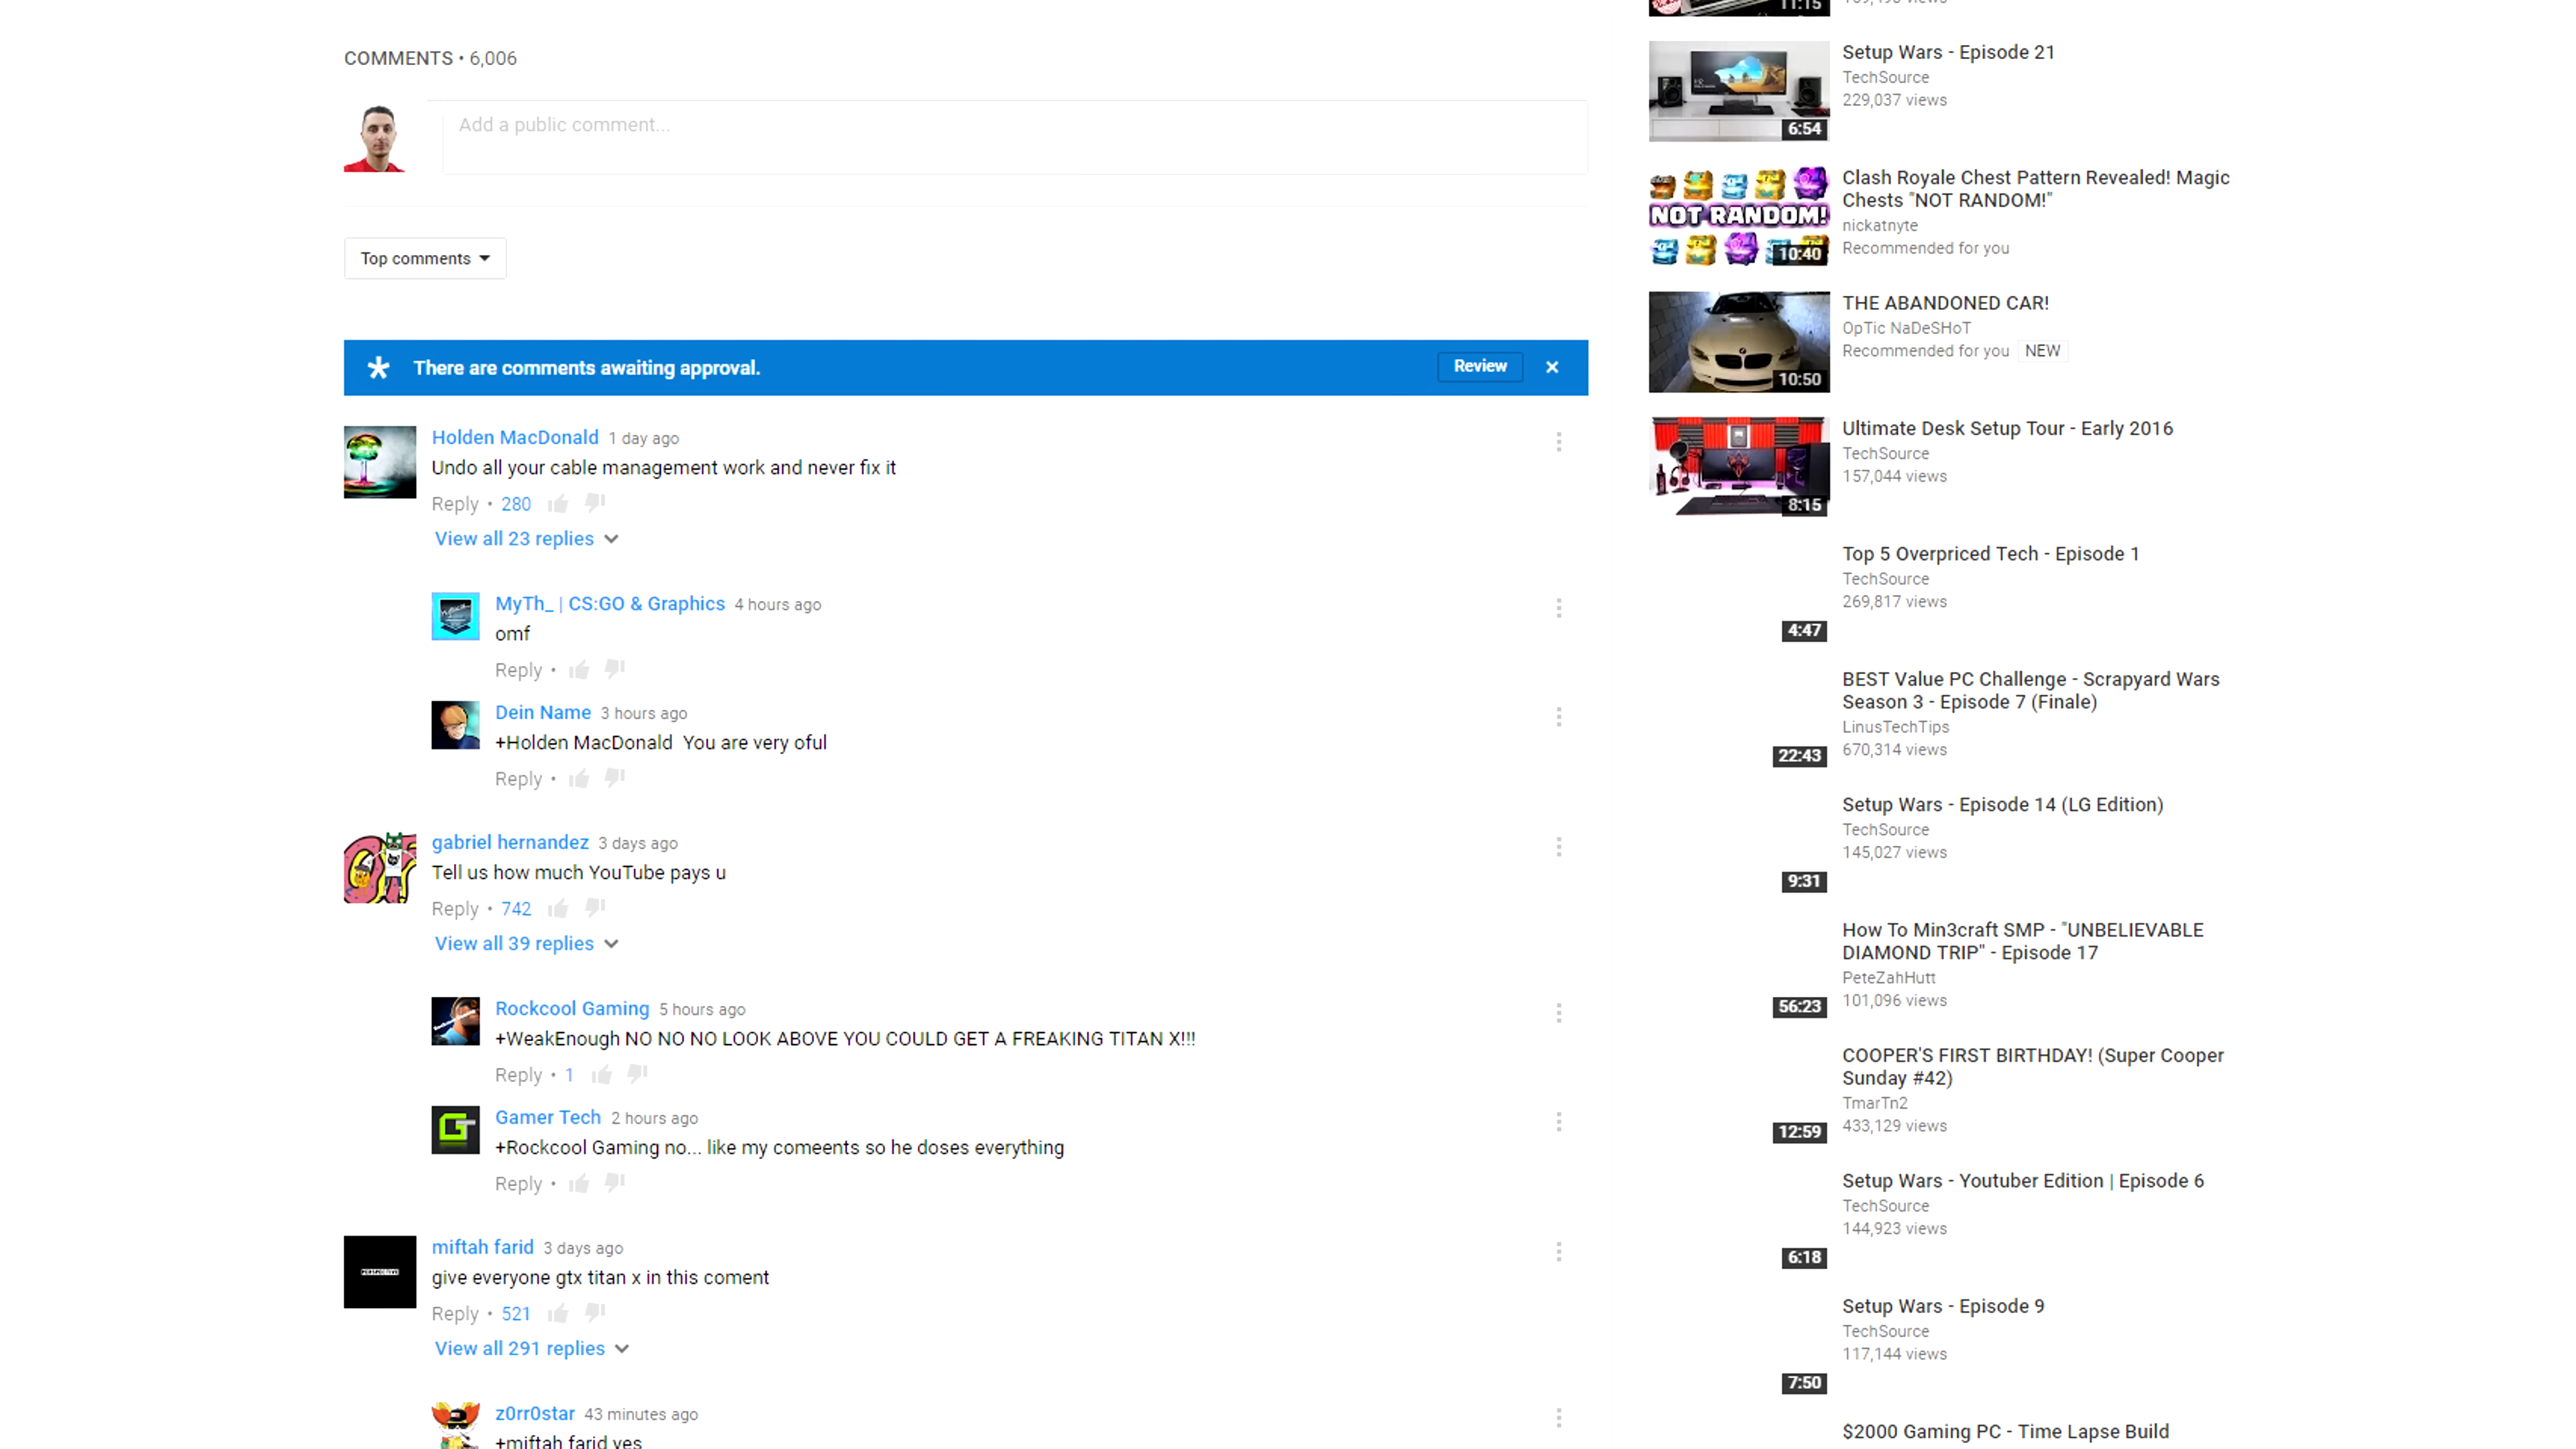 COMMENTS • 6,006
Add a public comment...
Top comments
There are comments awaiting approval.
Review
Holden MacDonald 1 day ago
Undo all your cable management work and never fix it
Reply • 280
View all 23 replies
MyTh_ | CS:GO & Graphics 4 hours ago
omf
Reply •
Dein Name 3 hours ago
+Holden MacDonald You are very oful
Reply •
gabriel hernandez 3 days ago
Tell us how much YouTube pays u
Reply • 742
View all 39 replies
Rockcool Gaming 5 hours ago
+WeakEnough NO NO NO LOOK ABOVE YOU COULD GET A FREAKING TITAN X!!!
Reply • 1
Gamer Tech 2 hours ago
+Rockcool Gaming no... like my comeents so he doses everything
Reply •
miftah farid 3 days ago
give everyone gtx titan x in this coment
Reply • 521
View all 291 replies
z0rr0star 43 minutes ago
+miftah farid yes
11:15
Setup Wars - Episode 21
TechSource
229,037 views
6:54
Clash Royale Chest Pattern Revealed! Magic
Chests "NOT RANDOM!"
nickatnyte
Recommended for you
NOT RANDOM!
10:40
THE ABANDONED CAR!
OpTic NaDeSHoT
Recommended for you NEW
10:50
Ultimate Desk Setup Tour - Early 2016
TechSource
157,044 views
8:15
Top 5 Overpriced Tech - Episode 1
TechSource
269,817 views
4:47
BEST Value PC Challenge - Scrapyard Wars
Season 3 - Episode 7 (Finale)
LinusTechTips
670,314 views
22:43
Setup Wars - Episode 14 (LG Edition)
TechSource
145,027 views
9:31
How To Min3craft SMP - "UNBELIEVABLE
DIAMOND TRIP" - Episode 17
PeteZahHutt
101,096 views
56:23
COOPER'S FIRST BIRTHDAY! (Super Cooper
Sunday #42)
TmarTn2
433,129 views
12:59
Setup Wars - Youtuber Edition | Episode 6
TechSource
144,923 views
6:18
Setup Wars - Episode 9
TechSource
117,144 views
7:50
$2000 Gaming PC - Time Lapse Build